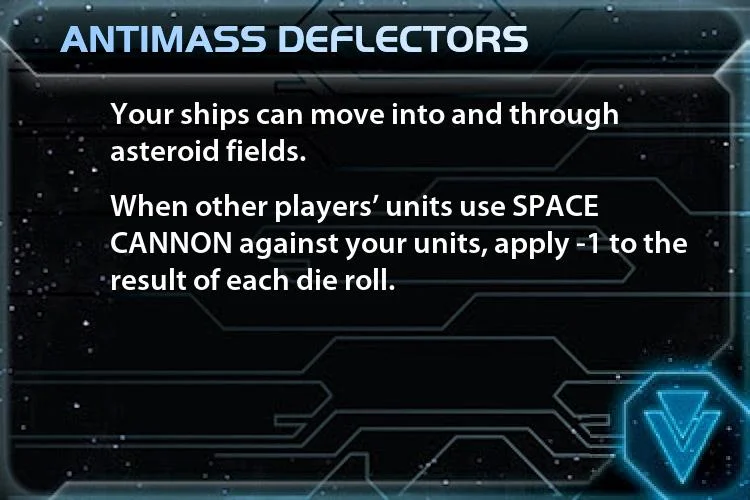 ANTIMASS DEFLECTORS
Your ships can move into and through
asteroid fields.
When other players’ units use SPACE
CANNON against your units, apply -1 to the
result of each die roll.